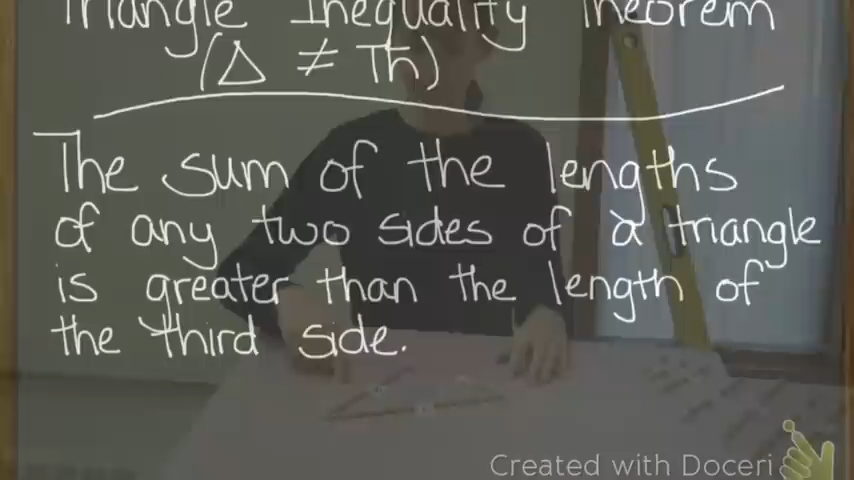 Triangle Inequality Theorem
(△ ≠ Th)
The sum of the lengths
of any two sides of a triangle
is greater than the length of
the third side.
Created with Doceri